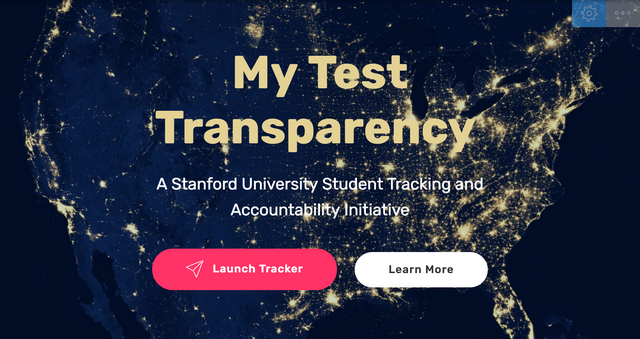 My Test
Transparency
A Stanford University Student Tracking and
Accountability Initiative
Launch Tracker
Learn More